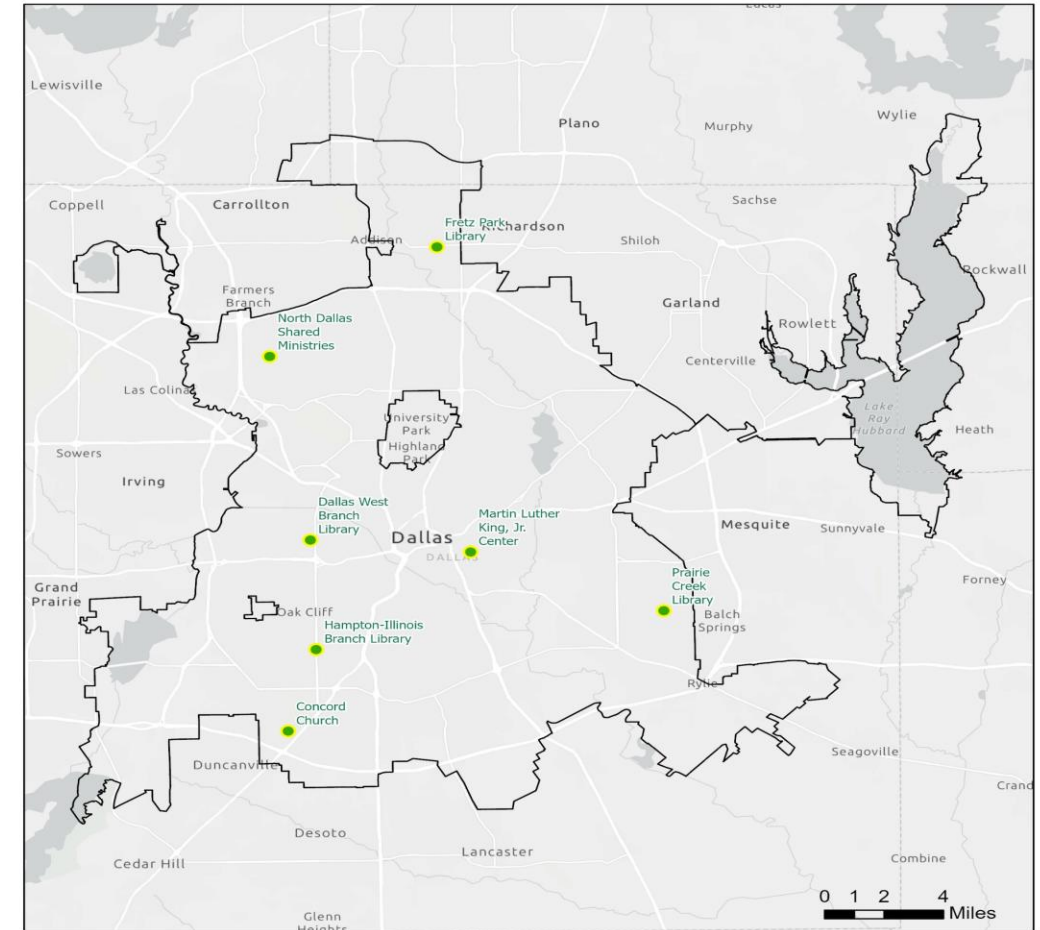 Lewisville
Plano
Murphy
Wylie
Coppell
Carrollton
Sachse
Addison
Fretz Park
Library
Richardson
Shiloh
Rockwall
Farmers
Branch
Garland
North Dallas
Shared
Ministries
Rowlett
Centerville
Las Colinas
University
Park
Highland
Park
Lake
Ray
Hubbard
Heath
Sowers
Irving
Dallas West
Branch
Library
Martin Luther
King, Jr.
Center
Dallas
DALLAS
Mesquite
Sunnyvale
Grand
Prairie
Forney
Prairie
Creek
Library
Balch
Springs
Oak Cliff
Hampton-Illinois
Branch Library
Rylie
Concord
Church
Duncanville
Seagoville
Crand
Desoto
Lancaster
Cedar Hill
Combine
Glenn
Heights
0 1 2 4
Miles